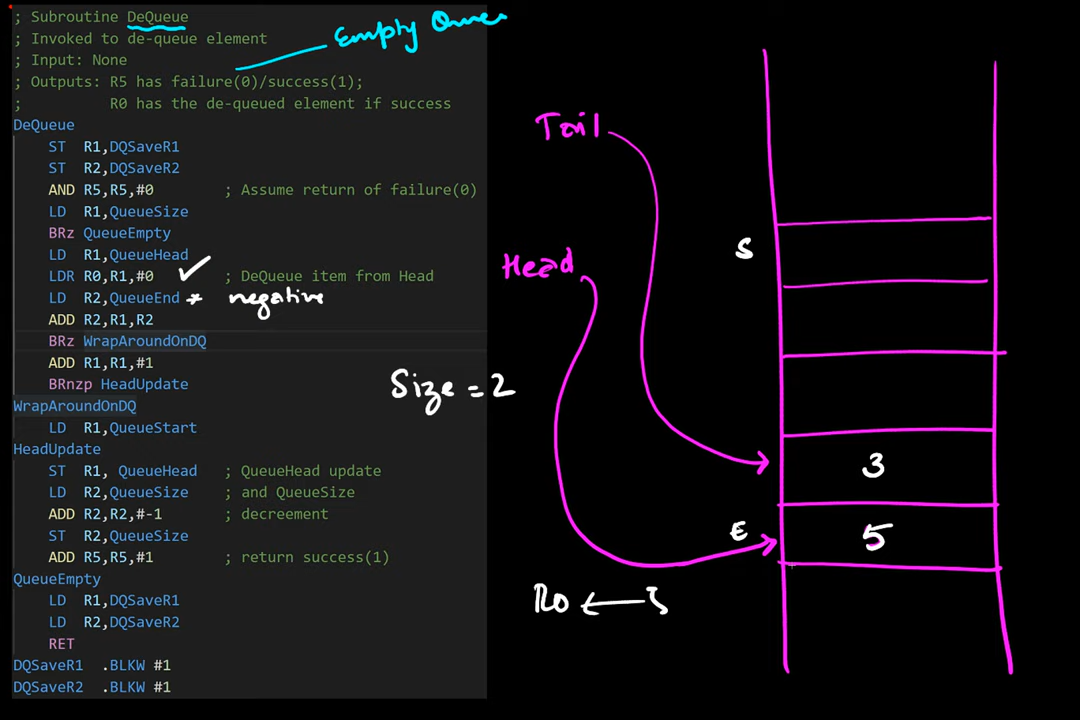 ; Subroutine DeQueue
; Invoked to de-queue element
; Input: None
; Outputs: R5 has failure(0)/success(1);
;          R0 has the de-queued element if success
DeQueue
ST R1,DQSaveR1
ST R2,DQSaveR2
AND R5,R5,#0 ; Assume return of failure(0)
LD R1,QueueSize
BRz QueueEmpty
LD R1,QueueHead
LDR R0,R1,#0 ; DeQueue item from Head
LD R2,QueueEnd * negative
ADD R2,R1,R2
BRz WrapAroundOnDQ
ADD R1,R1,#1
BRnzp HeadUpdate
WrapAroundOnDQ
LD R1,QueueStart
HeadUpdate
ST R1, QueueHead ; QueueHead update
LD R2,QueueSize ; and QueueSize
ADD R2,R2,#-1 ; decreement
ST R2,QueueSize
ADD R5,R5,#1 ; return success(1)
QueueEmpty
LD R1,DQSaveR1
LD R2,DQSaveR2
RET
DQSaveR1 .BLKW #1
DQSaveR2 .BLKW #1
Empty
Size = 2
Tail
Head
S
3
E
5
R0